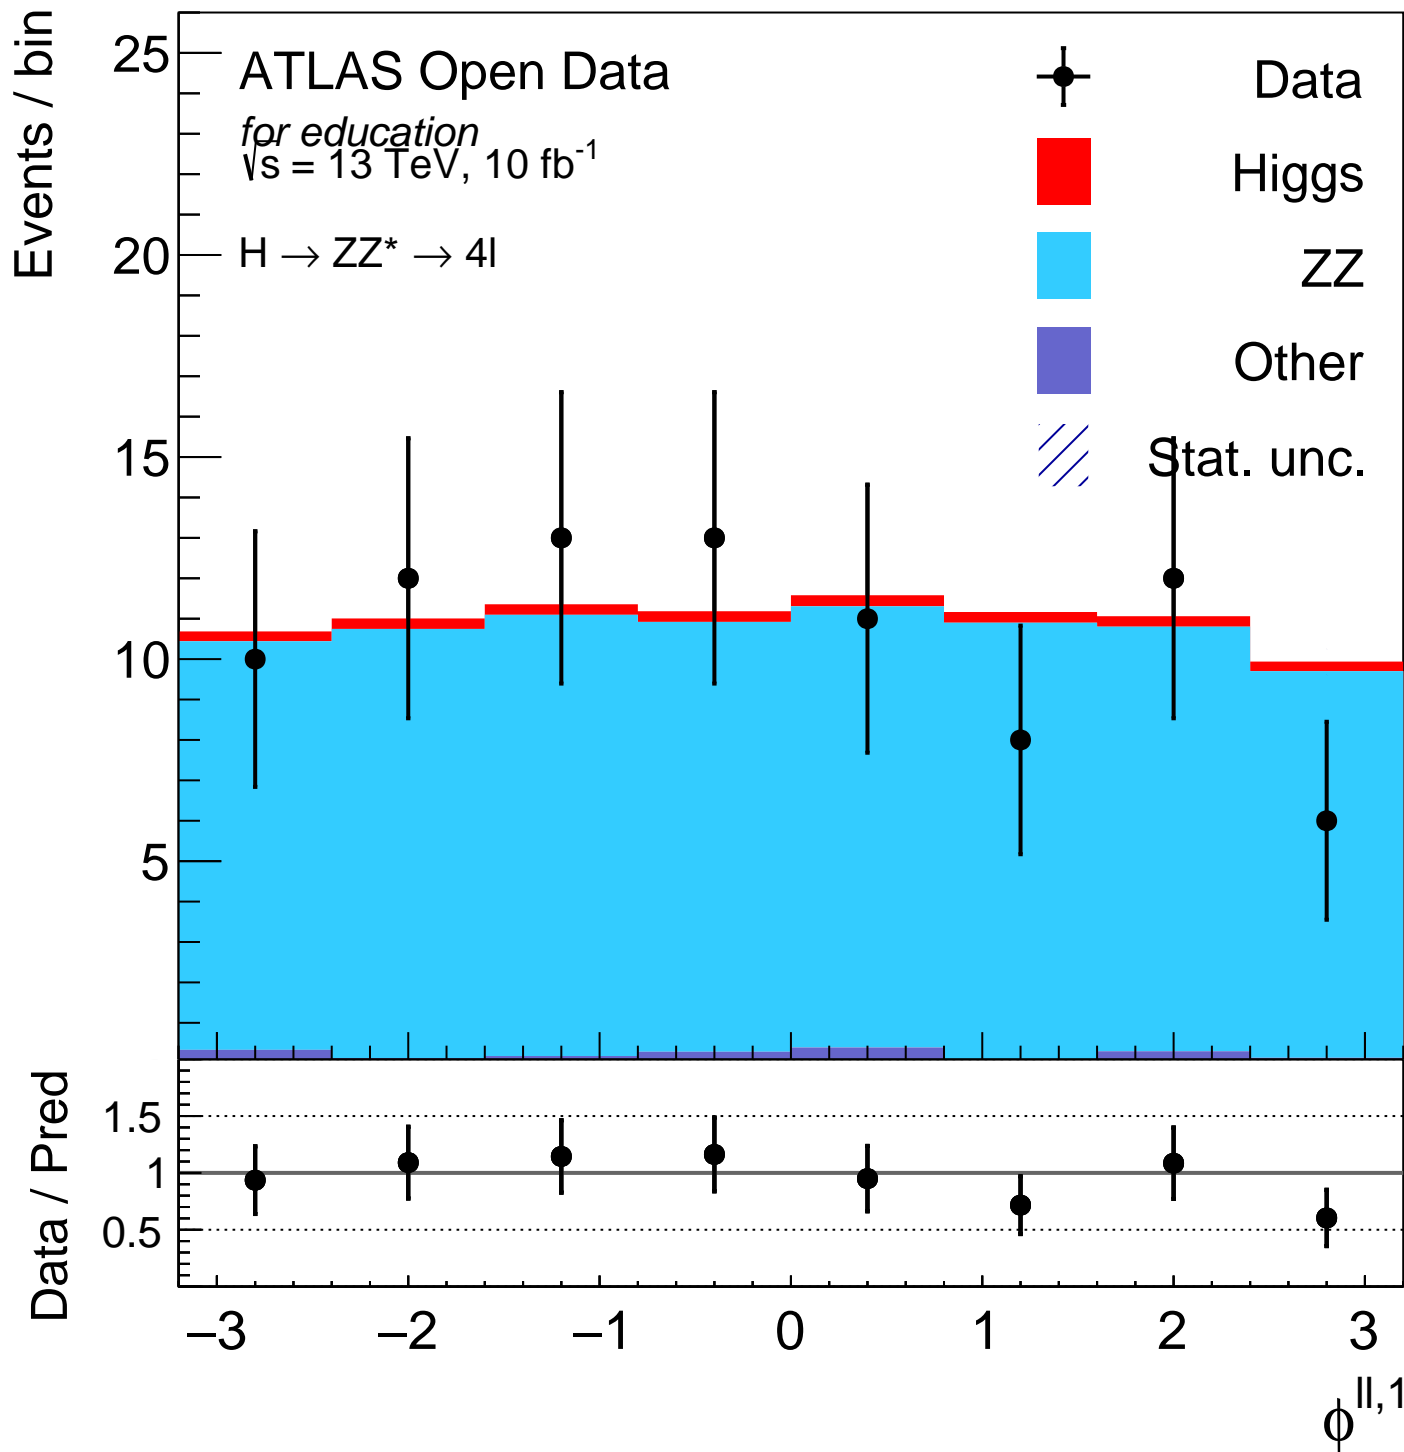 Events / bin
25
20
15
10
5
ATLAS Open Data
for education
√s = 13 TeV, 10 fb-1
H → ZZ* → 4l
Data
Higgs
ZZ
Other
Stat. unc.
Data / Pred
1.5
1
0.5
−3 −2 −1 0 1 2 3
ϕll,1